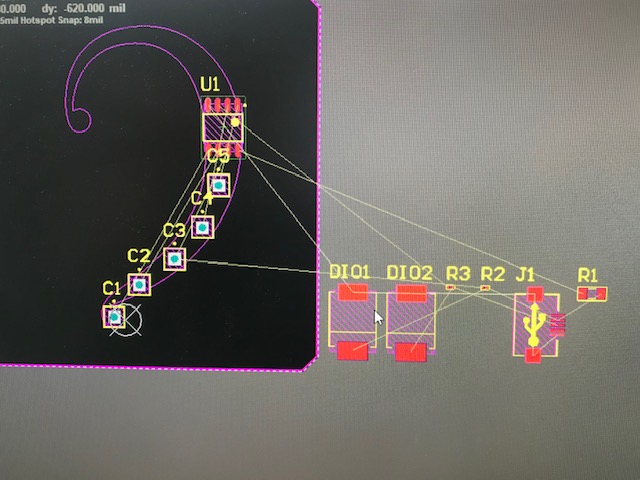 0.000 dy: -620.000 mil
5mil Hotspot Snap: 8mil
U1
C5
C4
C3
C2
C1
DIO1 DIO2 R3 R2 J1 R1